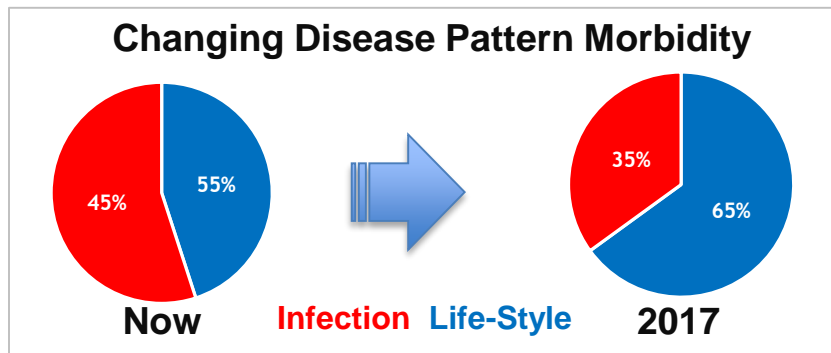 Changing Disease Pattern Morbidity
45%
55%
35%
65%
Now
Infection Life-Style
2017